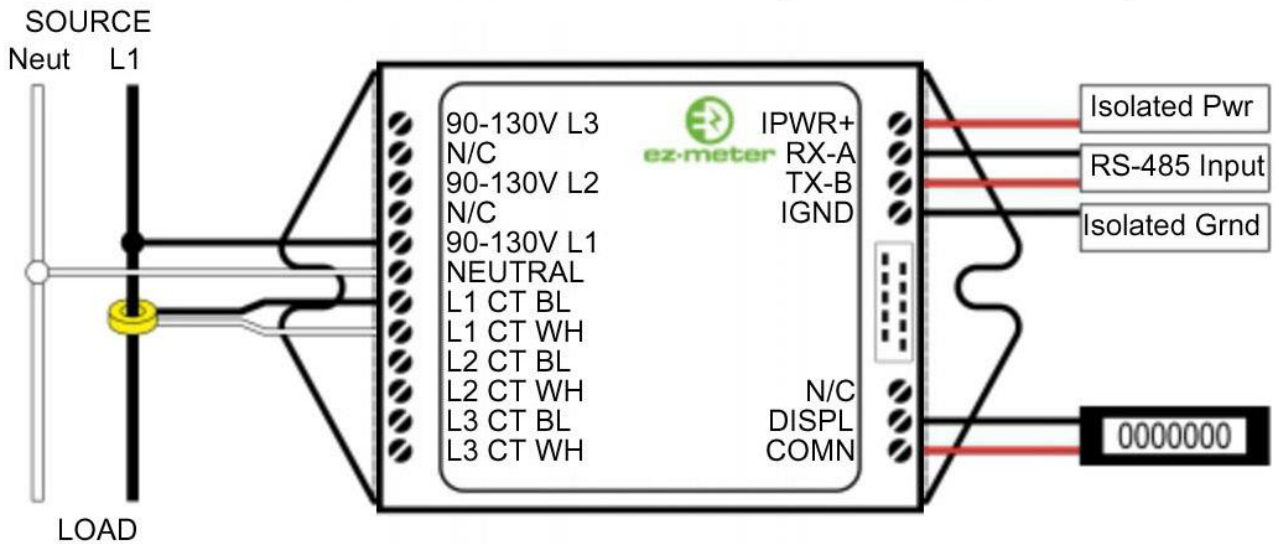 SOURCE
Neut L1
90-130V L3
N/C
90-130V L2
N/C
90-130V L1
NEUTRAL
L1 CT BL
L1 CT WH
L2 CT BL
L2 CT WH
L3 CT BL
L3 CT WH
ez-meter
IPWR+
RX-A
TX-B
IGND
N/C
DISPL
COMN
Isolated Pwr
RS-485 Input
Isolated Grnd
0000000
LOAD